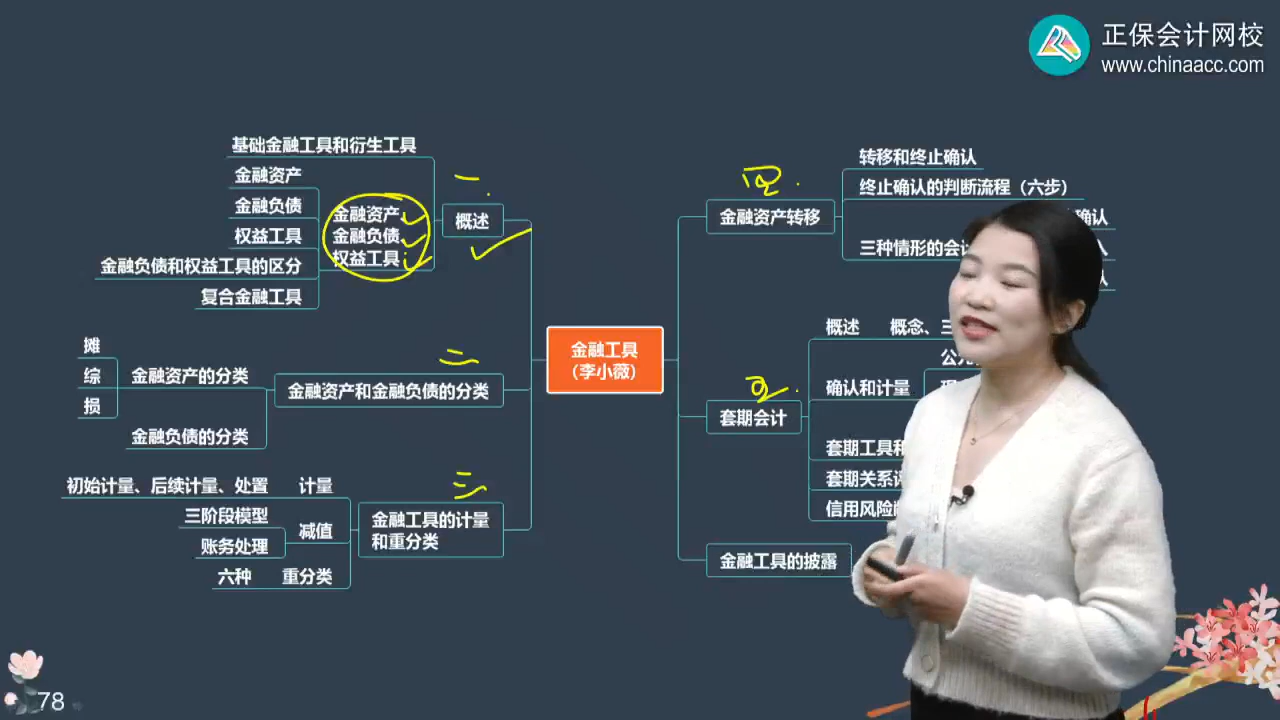 正保会计网校
www.chinaacc.com
基础金融工具和衍生工具
金融资产
金融负债
权益工具
金融负债和权益工具的区分
复合金融工具
金融资产
金融负债
权益工具
一.
概述
摊
综
损
金融资产的分类
金融负债的分类
二
金融资产和金融负债的分类
初始计量、后续计量、处置
计量
三阶段模型
账务处理
减值
六种
重分类
三
金融工具的计量
和重分类
金融工具
(李小薇)
四.
金融资产转移
转移和终止确认
终止确认的判断流程（六步）
三种情形的会
确认
套期会计
概述
概念、三
确认和计量
公允
套期工具和
套期关系评
信用风险
金融工具的披露
78